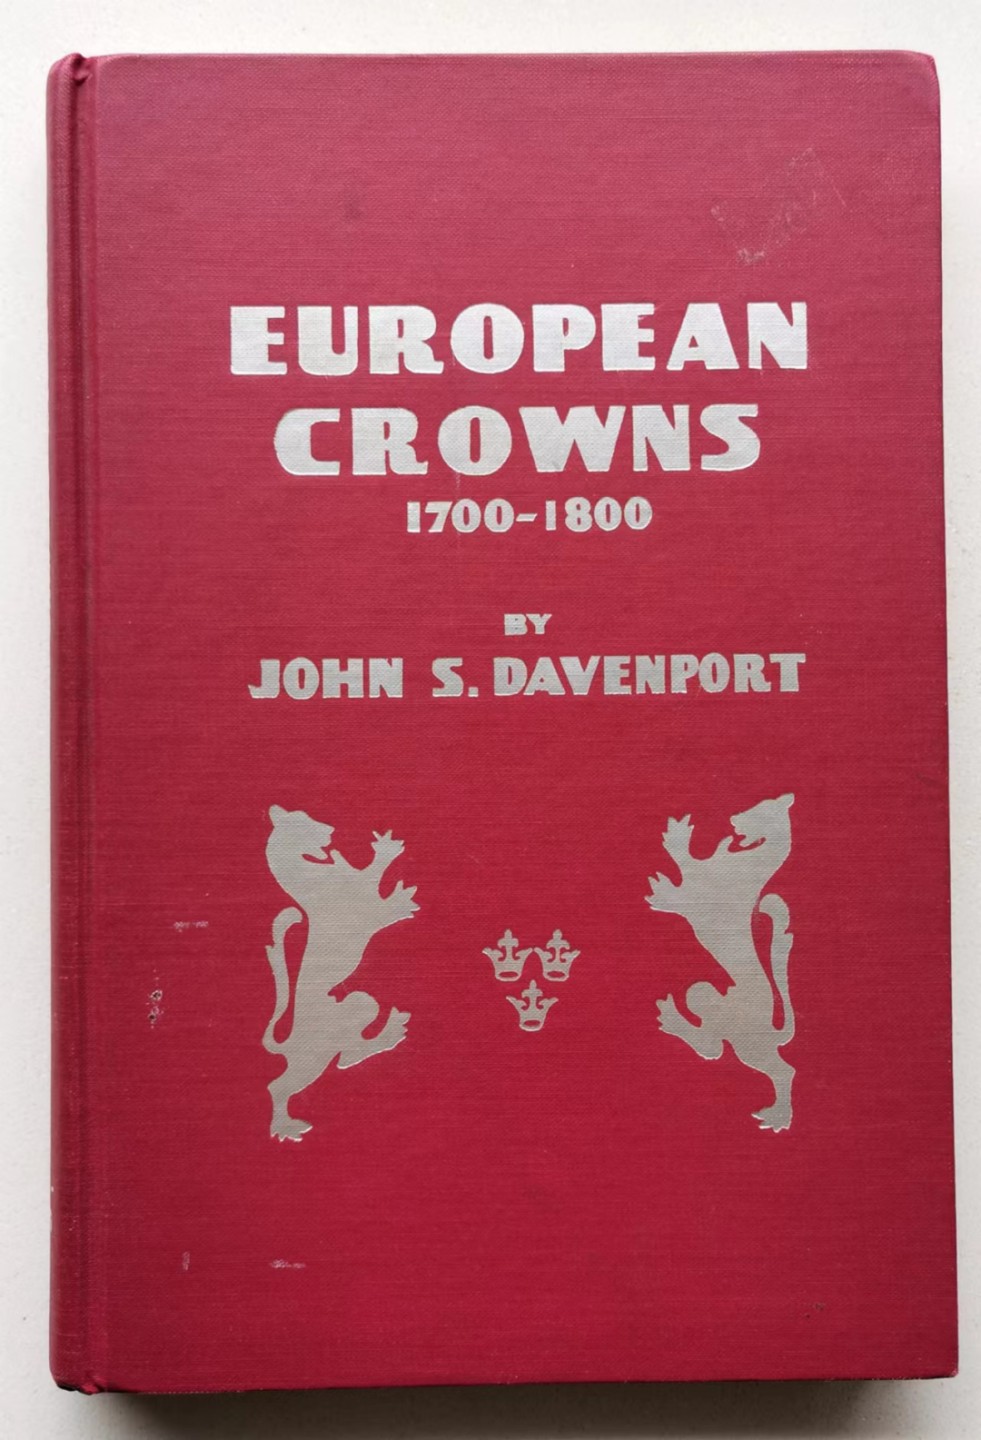 EUROPEAN
CROWNS
1700-1800
BY
JOHN S. DAVENPORT